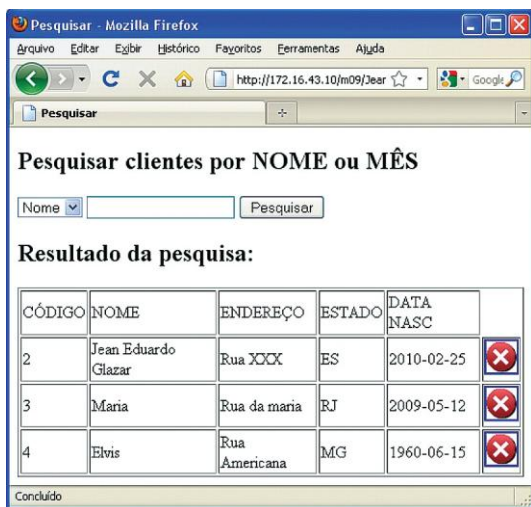 Pesquisar - Mozilla Firefox
Arquivo Editar Exibir Histórico Favoritos Ferramentas Ajuda
http://172.16.43.10/m09/Jear Google
Pesquisar
Pesquisar clientes por NOME ou MÊS
Nome Pesquisar
Resultado da pesquisa:
CÓDIGO NOME ENDEREÇO ESTADO DATA NASC
2 Jean Eduardo Glazar Rua XXX ES 2010-02-25
3 Maria Rua da maria RJ 2009-05-12
4 Elvis Rua Americana MG 1960-06-15
Concluído